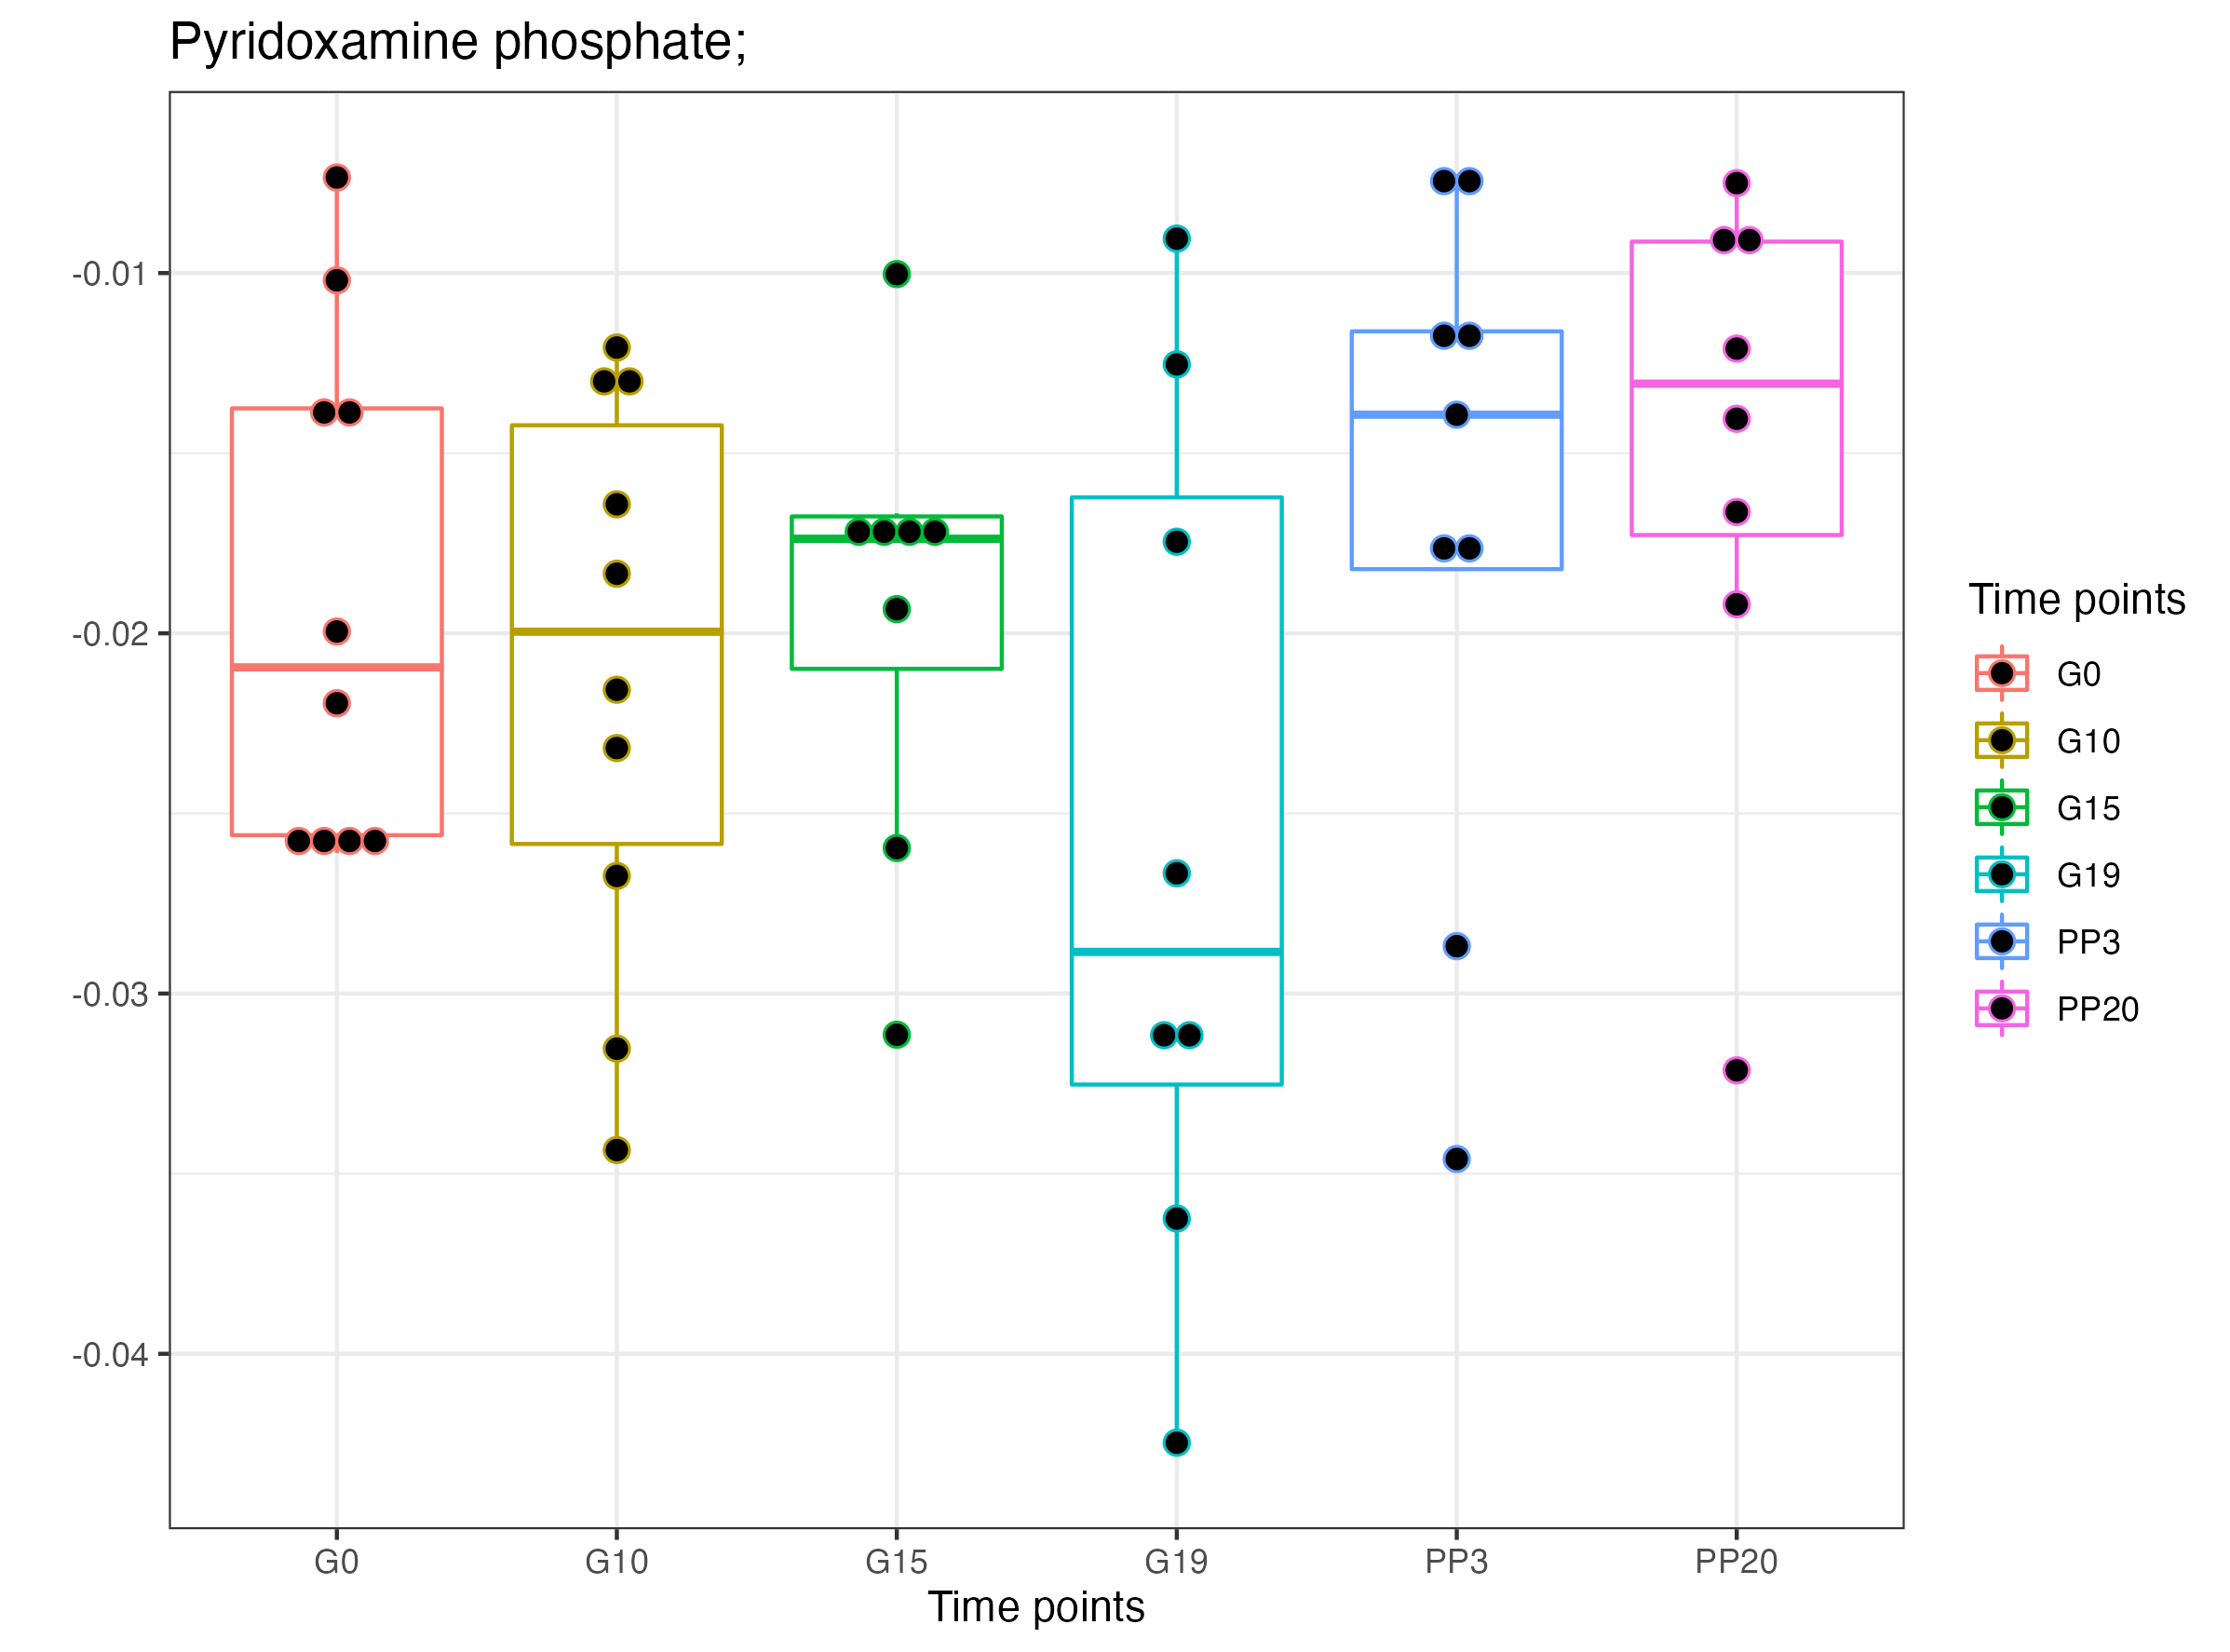 Pyridoxamine phosphate;
-0.01
-0.02
-0.03
-0.04
G0
G10
G15
G19
PP3
PP20
Time points
Time points
G0
G10
G15
G19
PP3
PP20